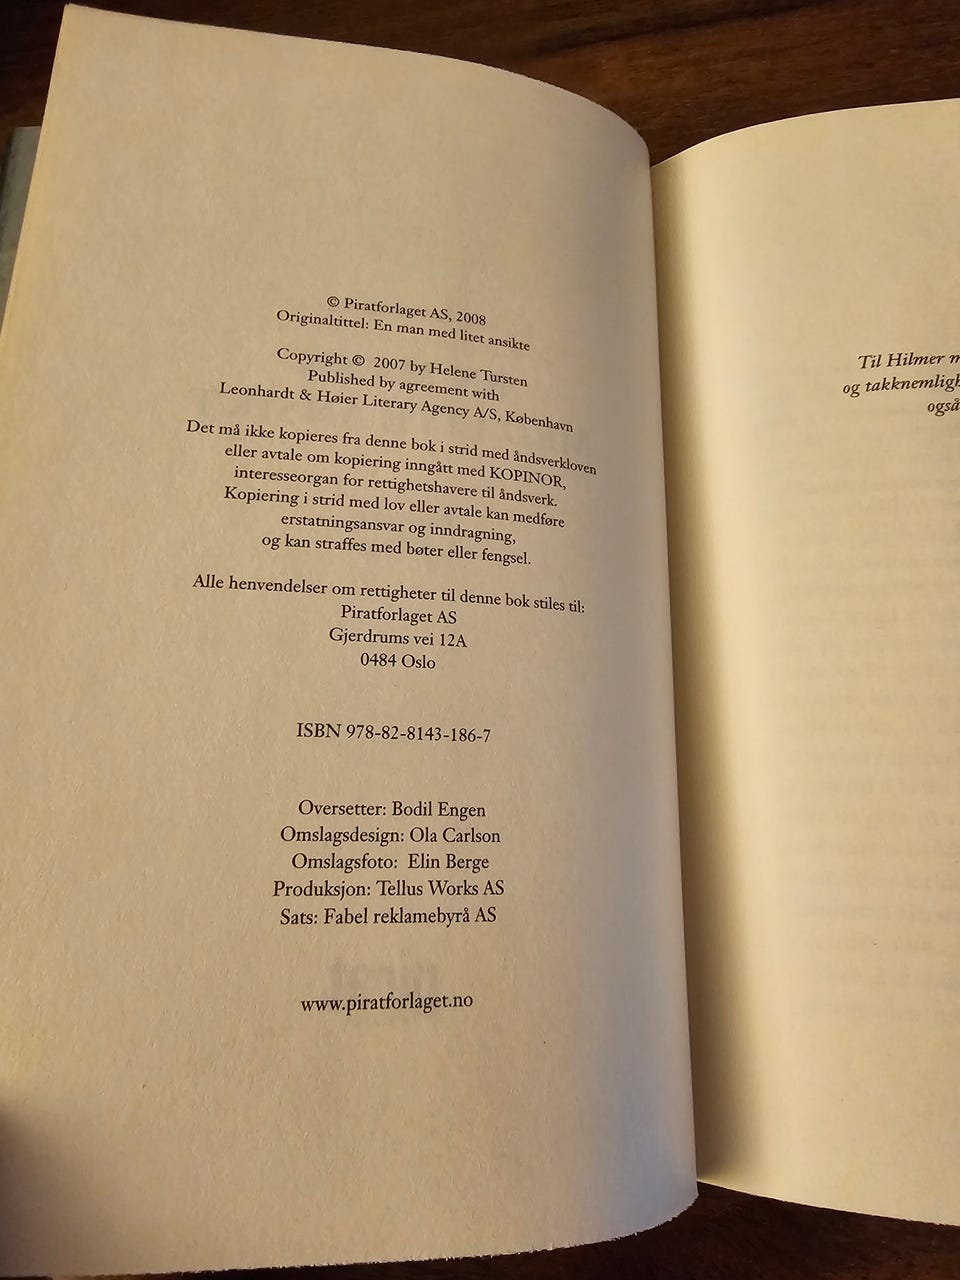 © Piratforlaget AS, 2008
Originaltittel: En man med litet ansikte
Copyright © 2007 by Helene Tursten
Published by agreement with
Leonhardt & Høier Literary Agency A/S, København
Det må ikke kopieres fra denne bok i strid med åndsverkloven
eller avtale om kopiering inngått med KOPINOR,
interesseorgan for rettighetshavere til åndsverk.
Kopiering i strid med lov eller avtale kan medføre
erstatningsansvar og inndragning,
og kan straffes med bøter eller fengsel.
Alle henvendelser om rettigheter til denne bok stiles til:
Piratforlaget AS
Gjerdrums vei 12A
0484 Oslo
ISBN 978-82-8143-186-7
Oversetter: Bodil Engen
Omslagsdesign: Ola Carlson
Omslagsfoto: Elin Berge
Produksjon: Tellus Works AS
Sats: Fabel reklamebyrå AS
www.piratforlaget.no
Til Hilmer
og
også